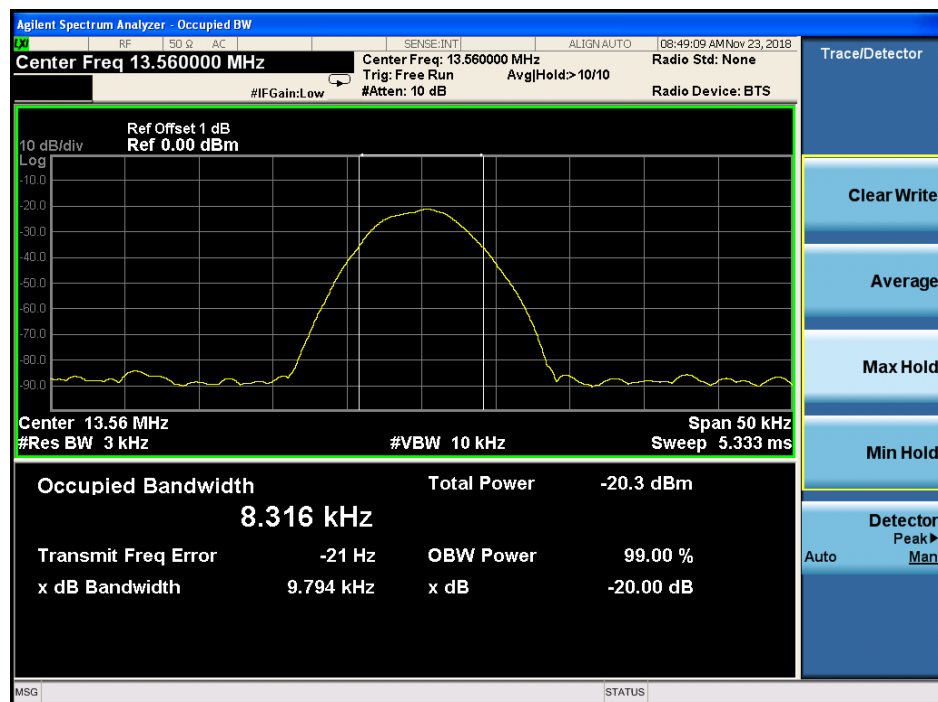 Agilent Spectrum Analyzer - Occupied BW
LXI RF 50 Ω AC SENSE:INT ALIGN AUTO 08:49:09 AM Nov 23, 2018
Center Freq 13.560000 MHz
Center Freq: 13.560000 MHz
Radio Std: None
Trig: Free Run Avg|Hold:>10/10
#IFGain:Low
#Atten: 10 dB
Radio Device: BTS
Trace/Detector
Ref Offset 1 dB
10 dB/div Ref 0.00 dBm
Log
-10.0
-20.0
-30.0
-40.0
-50.0
-60.0
-70.0
-80.0
-90.0
Center 13.56 MHz Span 50 kHz
#Res BW 3 kHz #VBW 10 kHz Sweep 5.333 ms
Occupied Bandwidth Total Power -20.3 dBm
8.316 kHz
Transmit Freq Error -21 Hz OBW Power 99.00 %
x dB Bandwidth 9.794 kHz x dB -20.00 dB
Clear Write
Average
Max Hold
Min Hold
Detector
Peak▶
Auto Man
MSG STATUS